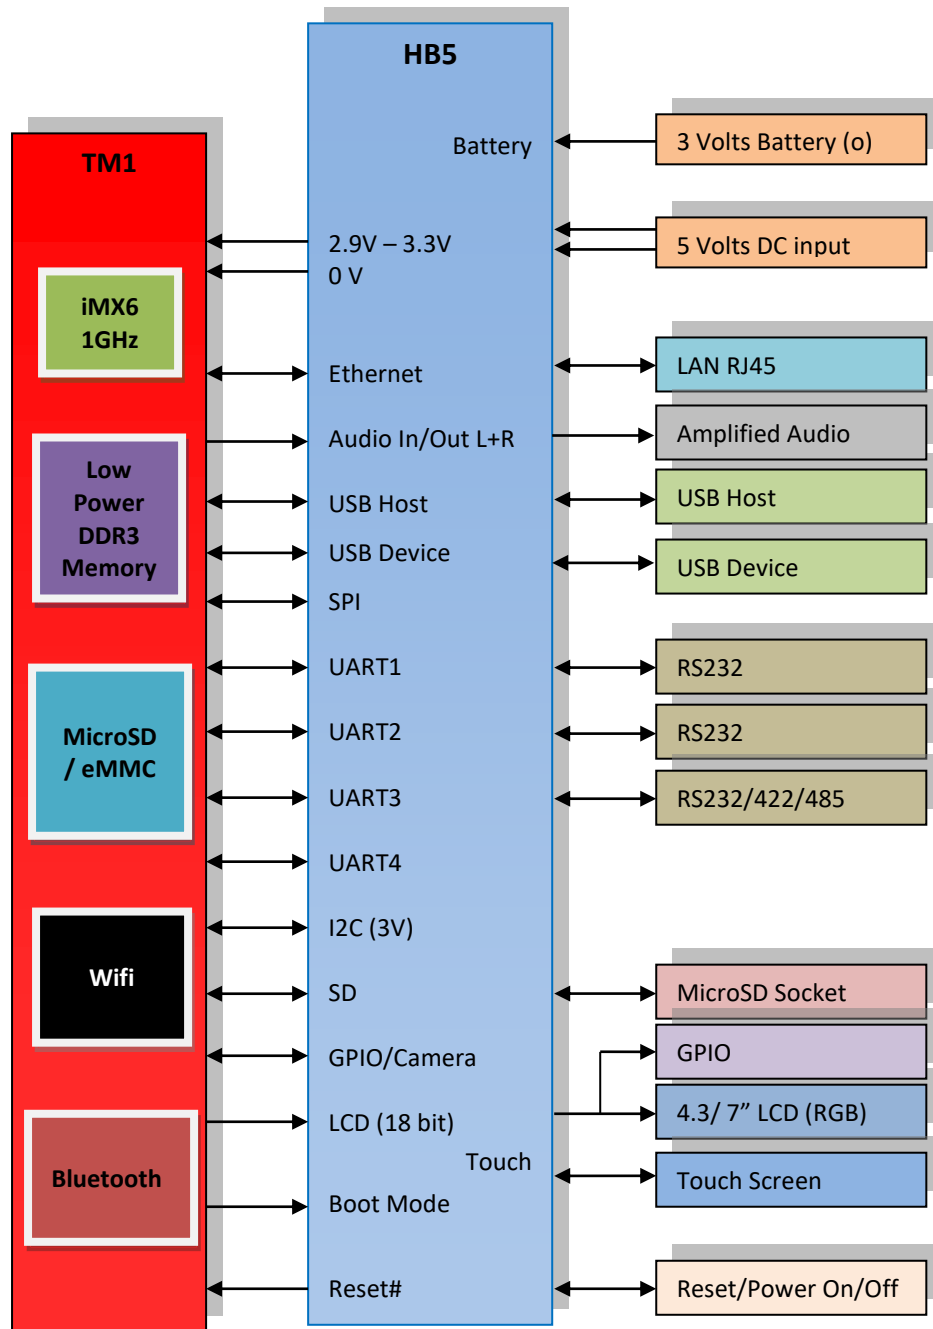 HB5
TM1
iMX6
1GHz
Low
Power
DDR3
Memory
MicroSD
/ eMMC
Wifi
Bluetooth
Battery
2.9V – 3.3V
0 V
Ethernet
Audio In/Out L+R
USB Host
USB Device
SPI
UART1
UART2
UART3
UART4
I2C (3V)
SD
GPIO/Camera
LCD (18 bit)
Touch
Boot Mode
Reset#
3 Volts Battery (o)
5 Volts DC input
LAN RJ45
Amplified Audio
USB Host
USB Device
RS232
RS232
RS232/422/485
MicroSD Socket
GPIO
4.3/ 7” LCD (RGB)
Touch Screen
Reset/Power On/Off